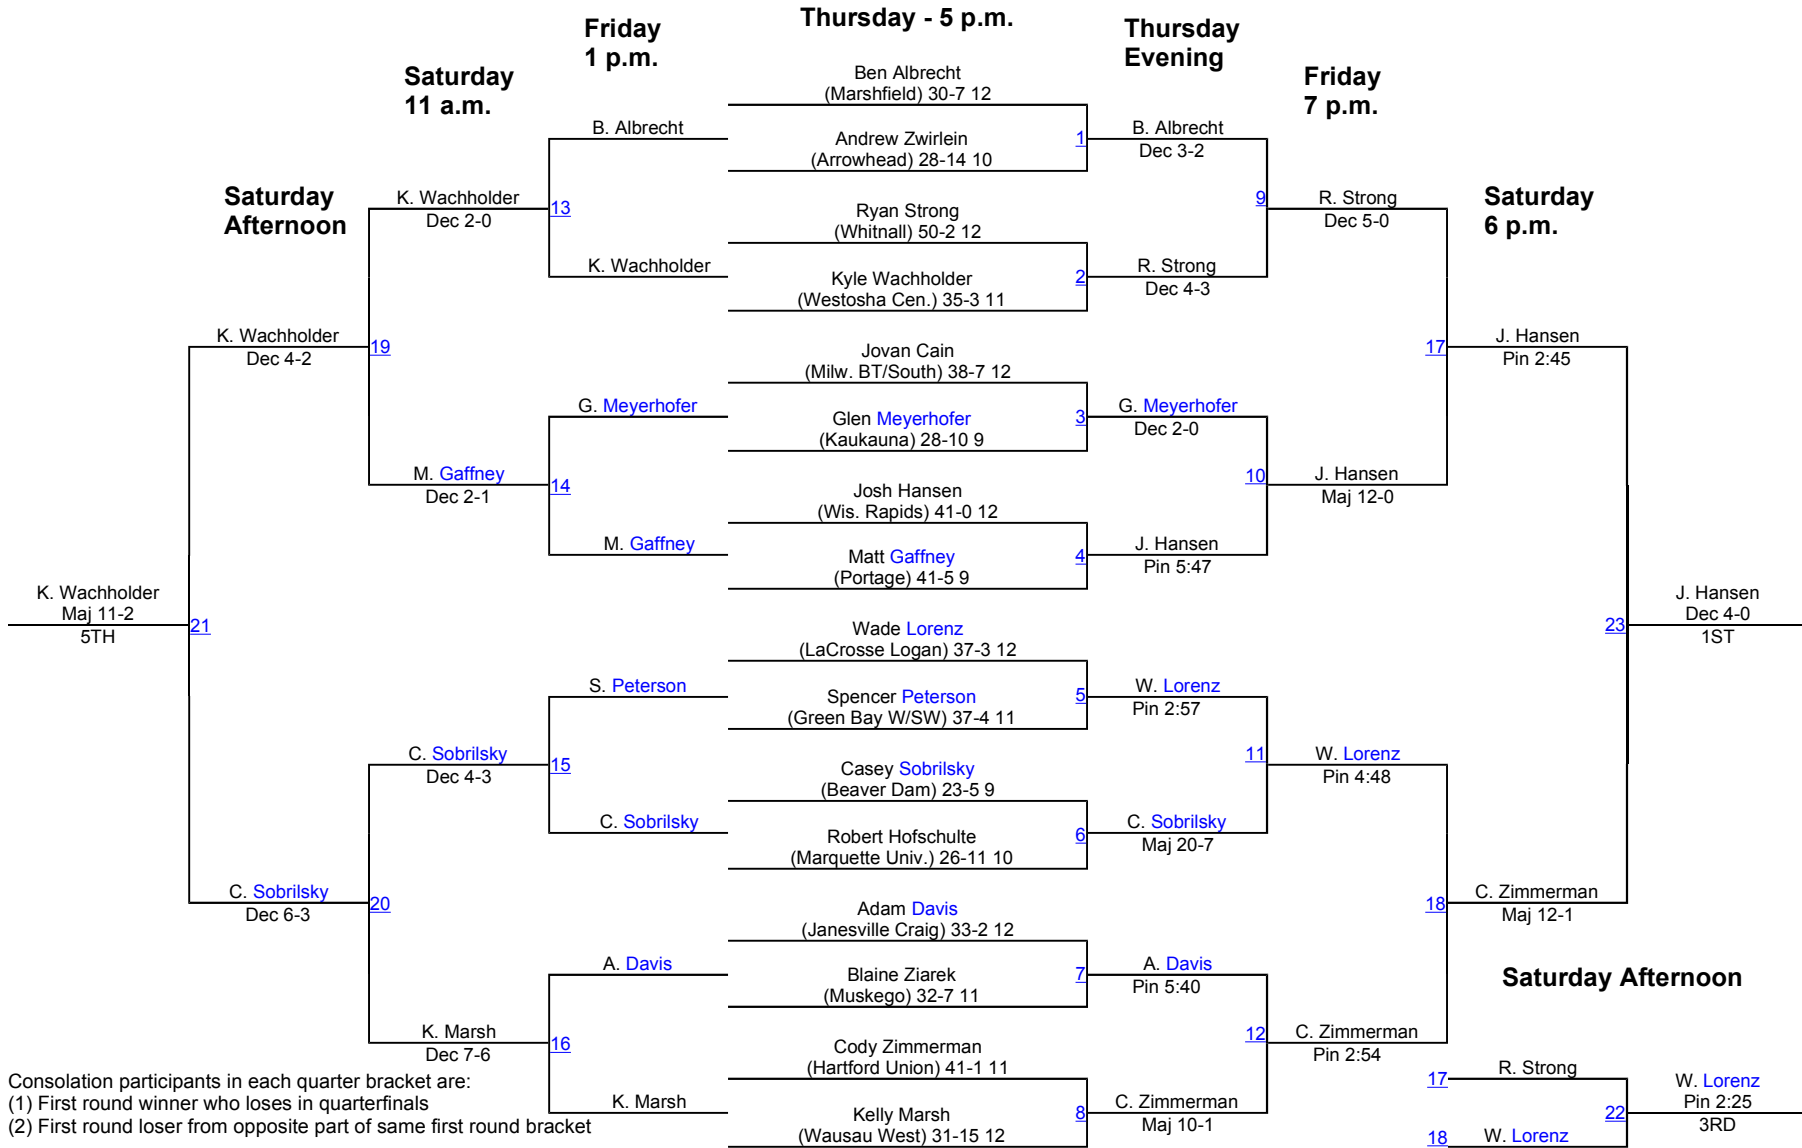 Thursday - 5 p.m.
Friday
1 p.m.
Thursday
Evening
Saturday
11 a.m.
Friday
7 p.m.
Saturday
Afternoon
Saturday
6 p.m.
Ben Albrecht
(Marshfield) 30-7 12
Andrew Zwirlein
(Arrowhead) 28-14 10
Ryan Strong
(Whitnall) 50-2 12
Kyle Wachholder
(Westosha Cen.) 35-3 11
Jovan Cain
(Milw. BT/South) 38-7 12
Glen Meyerhofer
(Kaukauna) 28-10 9
Josh Hansen
(Wis. Rapids) 41-0 12
Matt Gaffney
(Portage) 41-5 9
Wade Lorenz
(LaCrosse Logan) 37-3 12
Spencer Peterson
(Green Bay W/SW) 37-4 11
Casey Sobrilsky
(Beaver Dam) 23-5 9
Robert Hofschulte
(Marquette Univ.) 26-11 10
Adam Davis
(Janesville Craig) 33-2 12
Blaine Ziarek
(Muskego) 32-7 11
Cody Zimmerman
(Hartford Union) 41-1 11
Kelly Marsh
(Wausau West) 31-15 12
1
2
3
4
5
6
7
8
B. Albrecht
Dec 3-2
R. Strong
Dec 4-3
G. Meyerhofer
Dec 2-0
J. Hansen
Pin 5:47
W. Lorenz
Pin 2:57
C. Sobrilsky
Maj 20-7
A. Davis
Pin 5:40
C. Zimmerman
Maj 10-1
9
10
11
12
R. Strong
Dec 5-0
J. Hansen
Maj 12-0
W. Lorenz
Pin 4:48
C. Zimmerman
Pin 2:54
17
18
J. Hansen
Pin 2:45
C. Zimmerman
Maj 12-1
23
J. Hansen
Dec 4-0
1ST
B. Albrecht
K. Wachholder
G. Meyerhofer
M. Gaffney
S. Peterson
C. Sobrilsky
A. Davis
K. Marsh
13
14
15
16
K. Wachholder
Dec 2-0
M. Gaffney
Dec 2-1
C. Sobrilsky
Dec 4-3
K. Marsh
Dec 7-6
19
20
K. Wachholder
Dec 4-2
C. Sobrilsky
Dec 6-3
21
K. Wachholder
Maj 11-2
5TH
Saturday Afternoon
17
R. Strong
18
W. Lorenz
22
W. Lorenz
Pin 2:25
3RD
Consolation participants in each quarter bracket are:
(1) First round winner who loses in quarterfinals
(2) First round loser from opposite part of same first round bracket